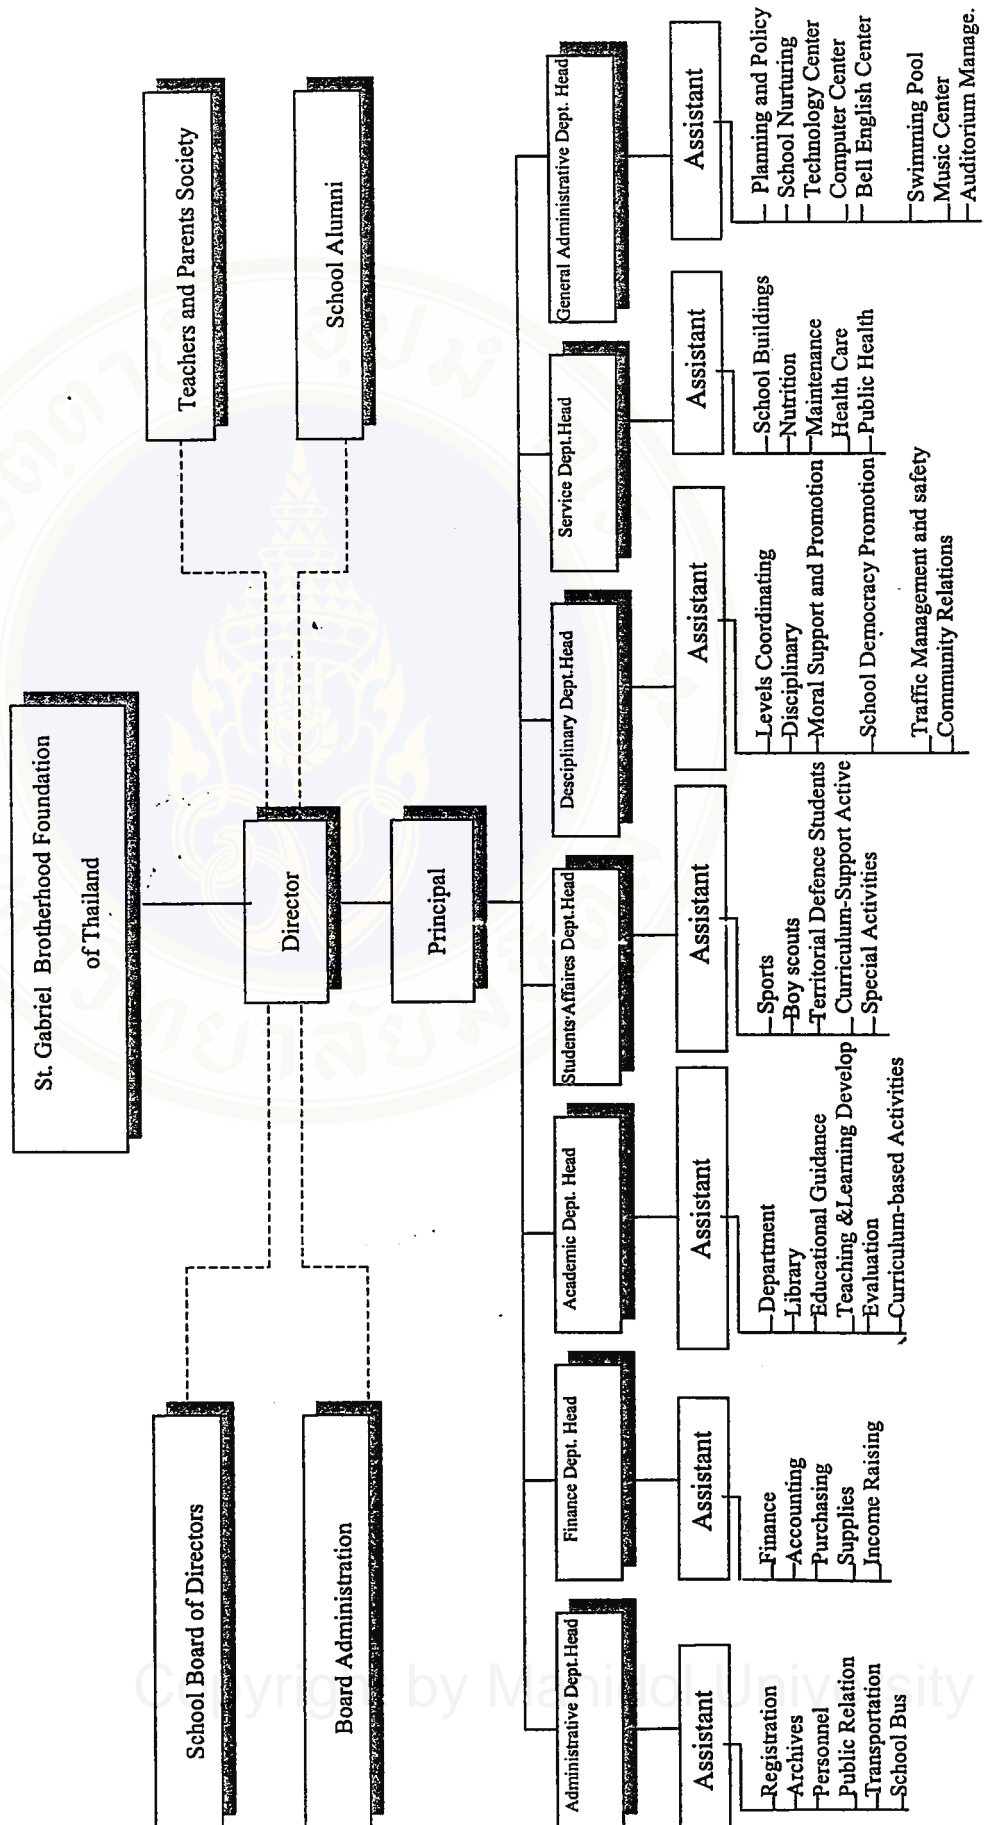 St. Gabriel Brotherhood Foundation
of Thailand
School Board of Directors
Teachers and Parents Society
Director
Board Administration
School Alumni
Principal
Administrative Dept.Head
Finance Dept. Head
Academic Dept. Head
Students'Affaires Dept.Head
Desciplinary Dept.Head
Service Dept.Head
General Administrative Dept. Head
Assistant
Assistant
Assistant
Assistant
Assistant
Assistant
Assistant
Registration
Archives
Personnel
Public Relation
Transportation
School Bus
Finance
Accounting
Purchasing
Supplies
Income Raising
Department
Library
Educational Guidance
Teaching &Learning Develop
Evaluation
Curriculum-based Activities
Sports
Boy scouts
Territorial Defence Students
Curriculum-Support Active
Special Activities
Levels Coordinating
Disciplinary
Moral Support and Promotion
School Democracy Promotion
Traffic Management and safety
Community Relations
School Buildings
Nutrition
Maintenance
Health Care
Public Health
Planning and Policy
School Nurturing
Technology Center
Computer Center
Bell English Center
Swimming Pool
Music Center
Auditorium Manage.
Copyright by Mahidol University